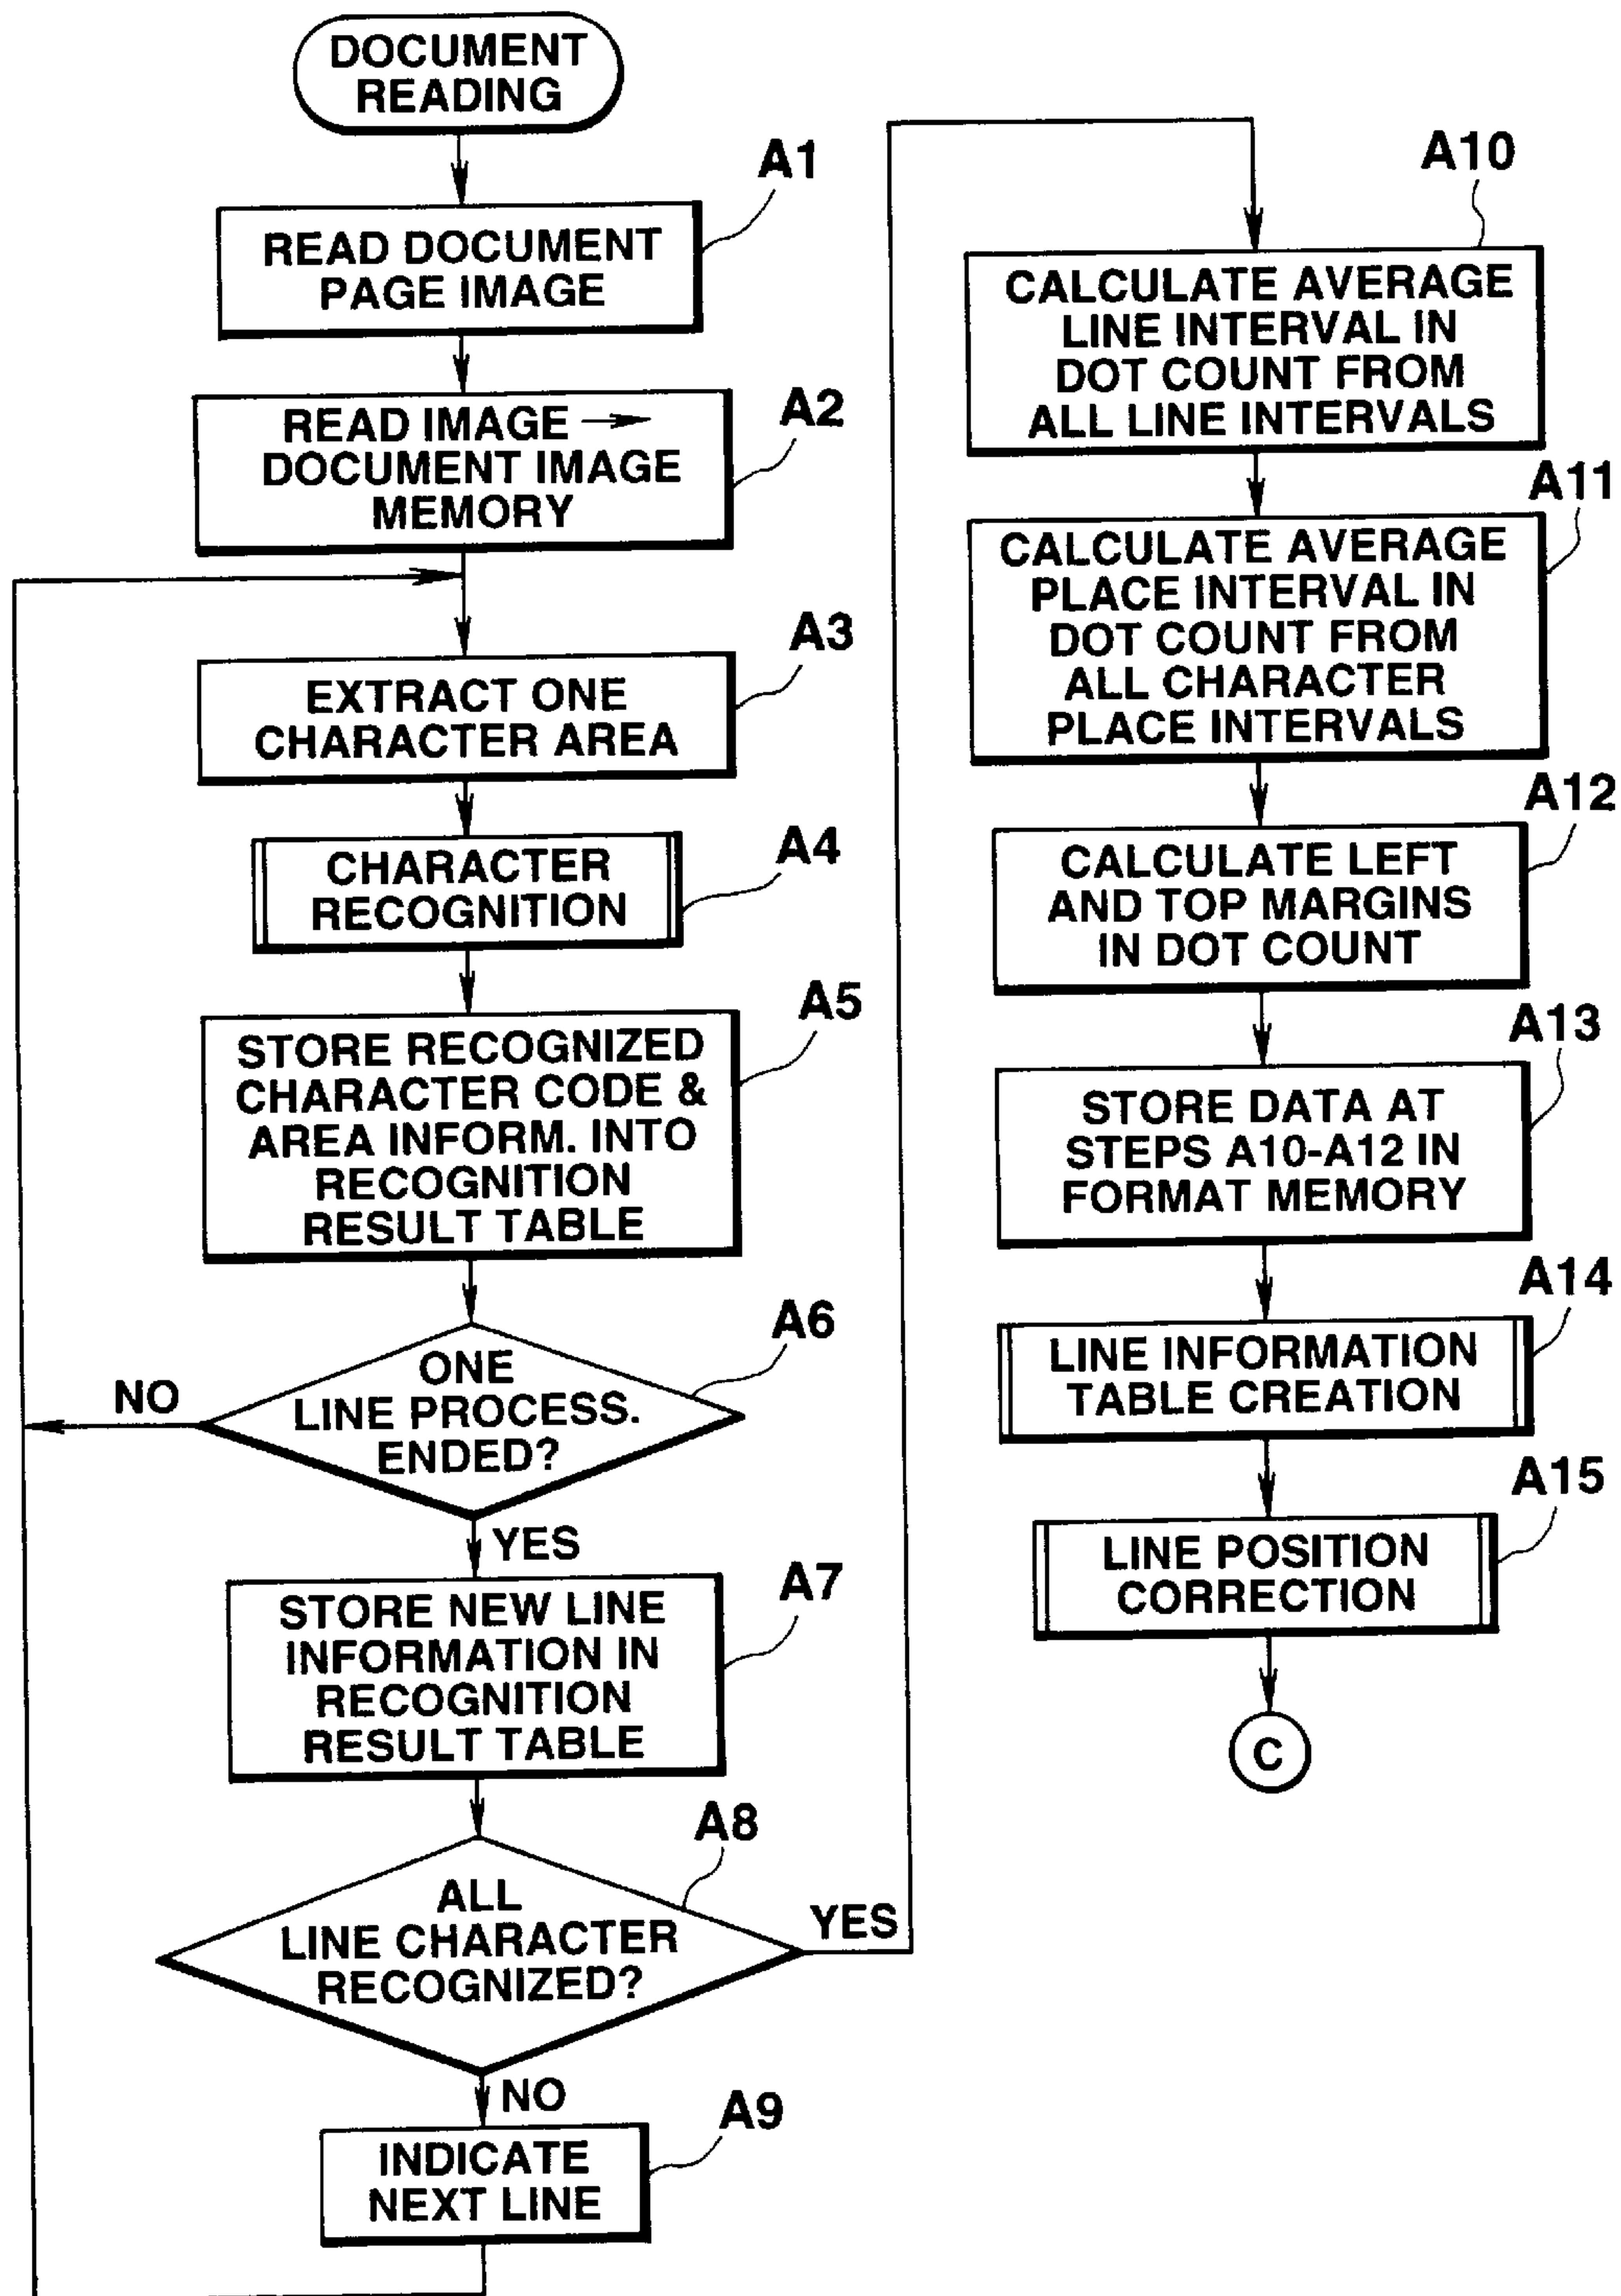 DOCUMENT
READING
A1
READ DOCUMENT
PAGE IMAGE
A2
READ IMAGE →
DOCUMENT IMAGE
MEMORY
A3
EXTRACT ONE
CHARACTER AREA
A4
CHARACTER
RECOGNITION
A5
STORE RECOGNIZED
CHARACTER CODE &
AREA INFORM. INTO
RECOGNITION
RESULT TABLE
A6
ONE
LINE PROCESS.
ENDED?
NO
YES
A7
STORE NEW LINE
INFORMATION IN
RECOGNITION
RESULT TABLE
A8
ALL
LINE CHARACTER
RECOGNIZED?
YES
NO
A9
INDICATE
NEXT LINE
A10
CALCULATE AVERAGE
LINE INTERVAL IN
DOT COUNT FROM
ALL LINE INTERVALS
A11
CALCULATE AVERAGE
PLACE INTERVAL IN
DOT COUNT FROM
ALL CHARACTER
PLACE INTERVALS
A12
CALCULATE LEFT
AND TOP MARGINS
IN DOT COUNT
A13
STORE DATA AT
STEPS A10-A12 IN
FORMAT MEMORY
A14
LINE INFORMATION
TABLE CREATION
A15
LINE POSITION
CORRECTION
C